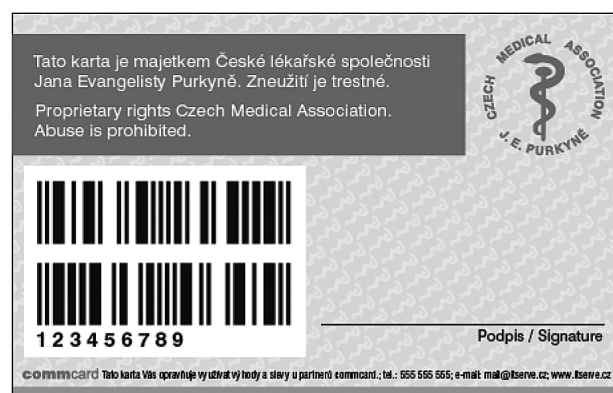 Tato karta je majetkem České lékařské společnosti
Jana Evangelisty Purkyně. Zneužití je trestné.
Proprietary rights Czech Medical Association.
Abuse is prohibited.
CZECH MEDICAL ASSOCIATION
J. E. PURKYNĚ
123456789
Podpis / Signature
commcard Tato karta Vás opravňuje využívat výhody a slevy u partnerů commcard.; tel.: 555 555 555; e-mail: mail@itserve.cz; www.itserve.cz